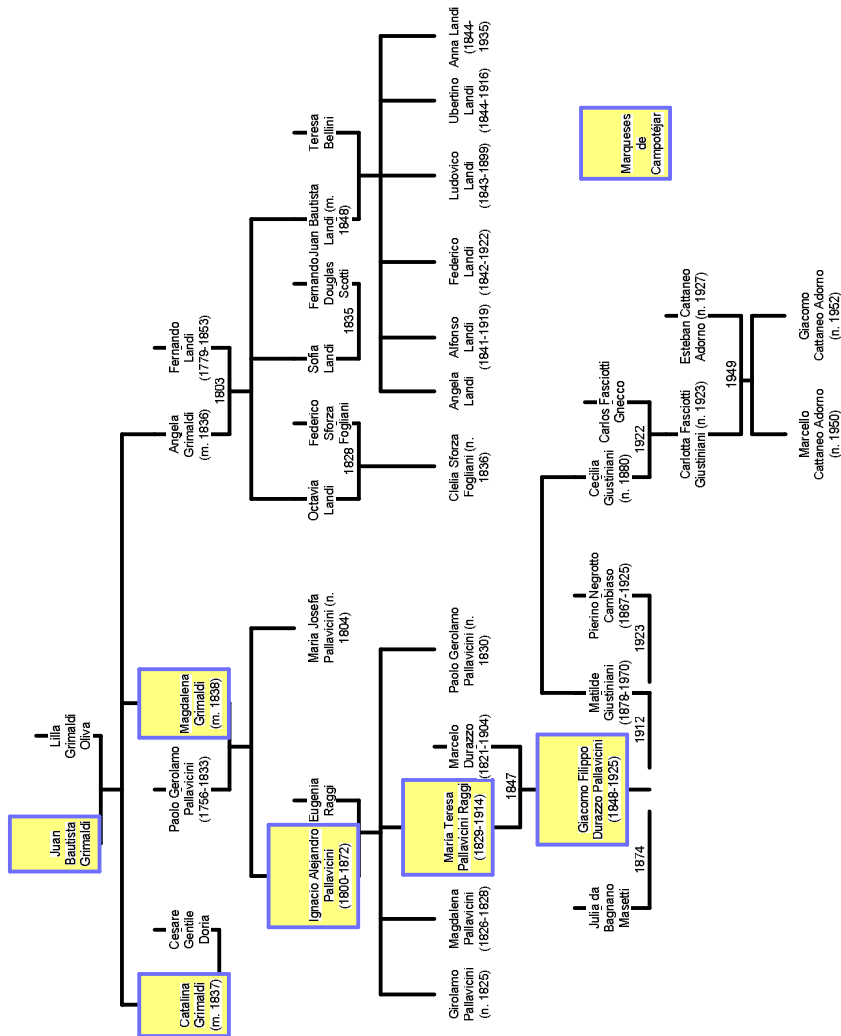 Juan
Bautista
Grimaldi
Lilla
Grimaldi
Oliva
Catalina
Grimaldi
(m. 1837)
Cesare
Gentile
Doria
Paolo Gerolamo
Pallavicini
(1756-1833)
Magdalena
Grimaldi
(m. 1838)
Angela
Grimaldi
(m. 1836)
Fernando
Landi
(1779-1853)
1803
Ignacio Alejandro
Pallavicini
(1800-1872)
Eugenia
Raggi
Maria Josefa
Pallavicini (n.
1804)
Octavia
Landi
Federico
Sforza
Fogliani
1828
Sofia
Landi
Fernando
Douglas
Scotti
1835
Juan Bautista
Landi (m.
1848)
Teresa
Bellini
Girolamo
Pallavicini
(n. 1825)
Magdalena
Pallavicini
(1826-1828)
María Teresa
Pallavicini Raggi
(1829-1914)
Marcelo
Durazzo
(1821-1904)
1847
Paolo Gerolamo
Pallavicini (n.
1830)
Clelia Sforza
Fogliani (n.
1836)
Angela
Landi
Alfonso
Landi
(1841-1919)
Federico
Landi
(1842-1922)
Ludovico
Landi
(1843-1899)
Ubertino
Landi
(1844-1916)
Anna Landi
(1844-
1935)
Julia da
Bagnano
Masetti
1874
Giacomo Filippo
Durazzo Pallavicini
(1848-1925)
1912
Matilde
Giustiniani
(1878-1970)
1923
Pierino Negrotto
Cambiaso
(1867-1925)
Cecilia
Giustiniani
(n. 1880)
1922
Carlos Fasciotti
Gnecco
Marqueses
de
Campotéjar
Carlotta Fasciotti
Giustiniani (n. 1923)
Esteban Cattaneo
Adorno (n. 1927)
1949
Marcello
Cattaneo Adorno
(n. 1950)
Giacomo
Cattaneo Adorno
(n. 1952)